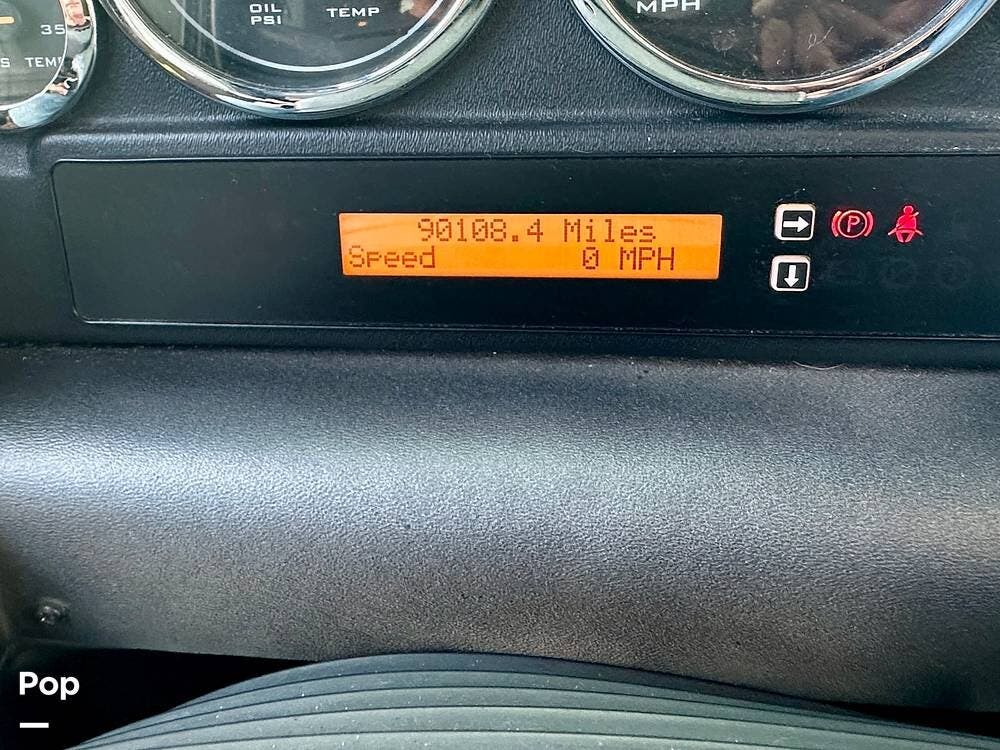 35
TEMP
OIL
PSI
TEMP
MPH
90108.4 Miles
Speed 0 MPH
P
Pop